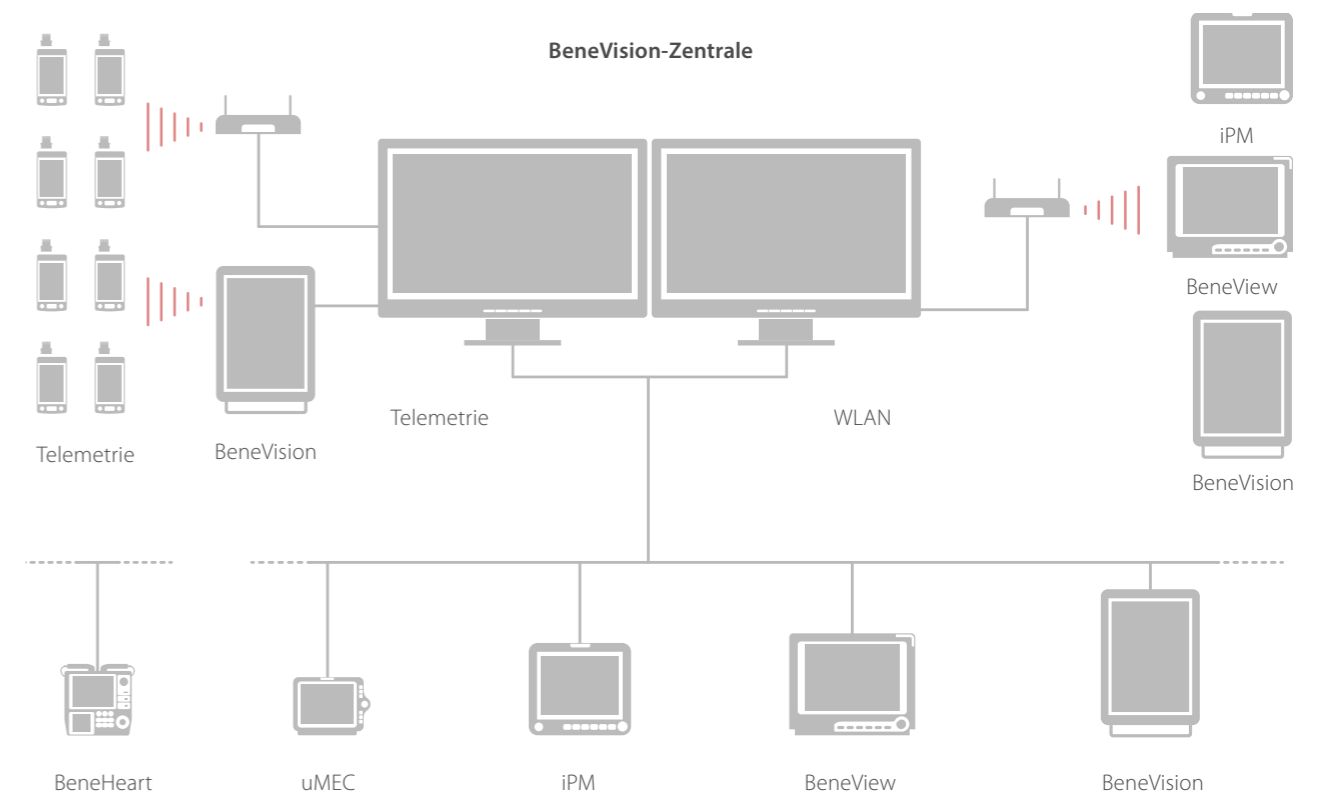 BeneVision-Zentrale
iPM
BeneView
Telemetrie
WLAN
Telemetrie
BeneVision
BeneVision
BeneHeart
uMEC
iPM
BeneView
BeneVision